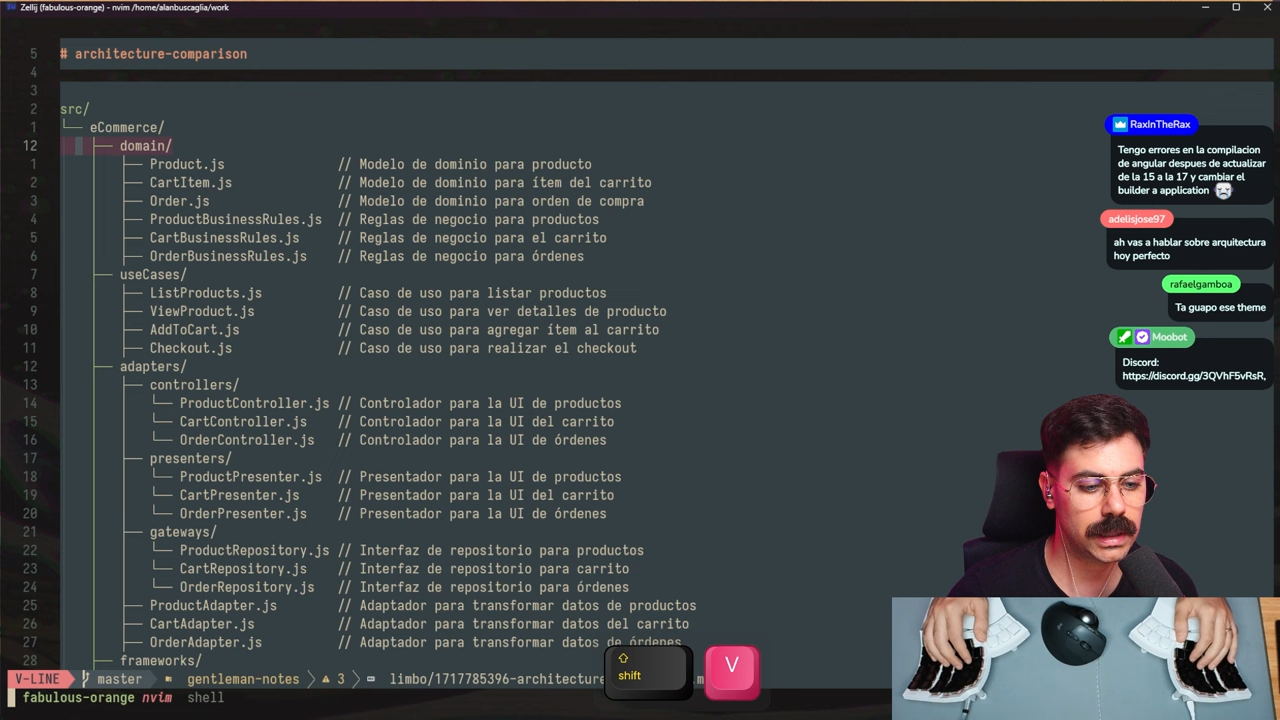 Zellij (fabulous-orange) - nvim /home/alanbuscaglia/work
5 # architecture-comparison
4
3
2 src/
1 └── eCommerce/
12 ├── domain/
1 ├── Product.js // Modelo de dominio para producto
2 ├── CartItem.js // Modelo de dominio para ítem del carrito
3 ├── Order.js // Modelo de dominio para orden de compra
4 ├── ProductBusinessRules.js // Reglas de negocio para productos
5 ├── CartBusinessRules.js // Reglas de negocio para el carrito
6 ├── OrderBusinessRules.js // Reglas de negocio para órdenes
7 ├── useCases/
8 ├── ListProducts.js // Caso de uso para listar productos
9 ├── ViewProduct.js // Caso de uso para ver detalles de producto
10 ├── AddToCart.js // Caso de uso para agregar ítem al carrito
11 ├── Checkout.js // Caso de uso para realizar el checkout
12 ├── adapters/
13 ├── controllers/
14 └── ProductController.js // Controlador para la UI de productos
15 └── CartController.js // Controlador para la UI del carrito
16 └── OrderController.js // Controlador para la UI de órdenes
17 ├── presenters/
18 └── ProductPresenter.js // Presentador para la UI de productos
19 └── CartPresenter.js // Presentador para la UI del carrito
20 └── OrderPresenter.js // Presentador para la UI de órdenes
21 ├── gateways/
22 └── ProductRepository.js // Interfaz de repositorio para productos
23 └── CartRepository.js // Interfaz de repositorio para carrito
24 └── OrderRepository.js // Interfaz de repositorio para órdenes
25 ├── ProductAdapter.js // Adaptador para transformar datos de productos
26 ├── CartAdapter.js // Adaptador para transformar datos del carrito
27 ├── OrderAdapter.js // Adaptador para transformar datos de órdenes
28 ├── frameworks/
V-LINE master gentleman-notes 3 limbo/1717785396-architecture
fabulous-orange nvim shell
shift
V
RaxInTheRax
Tengo errores en la compilacion
de angular despues de actualizar
de la 15 a la 17 y cambiar el
builder a application
adelisjose97
ah vas a hablar sobre arquitectura
hoy perfecto
rafaelgamboa
Ta guapo ese theme
Moobot
Discord:
https://discord.gg/3QVhF5vRsR,